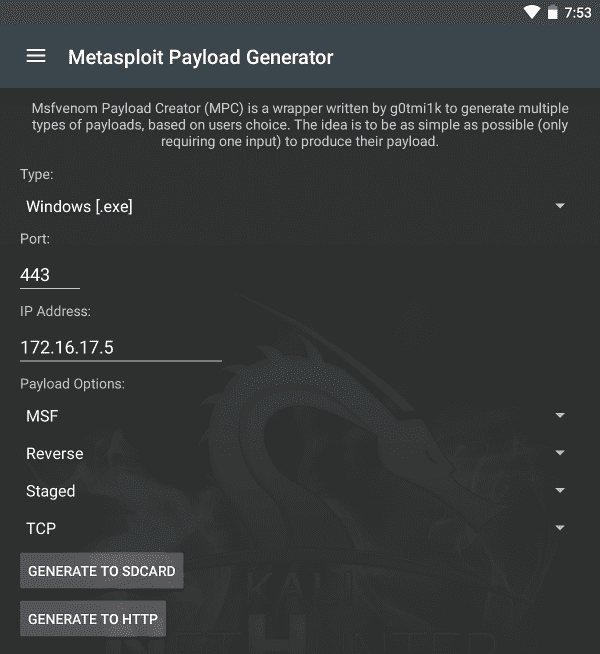 7:53
Metasploit Payload Generator
Msfvenom Payload Creator (MPC) is a wrapper written by g0tmi1k to generate multiple
types of payloads, based on users choice. The idea is to be as simple as possible (only
requiring one input) to produce their payload.
Type:
Windows [.exe]
Port:
443
IP Address:
172.16.17.5
Payload Options:
MSF
Reverse
Staged
TCP
GENERATE TO SDCARD
KALI
GENERATE TO HTTP
NETHUNTER